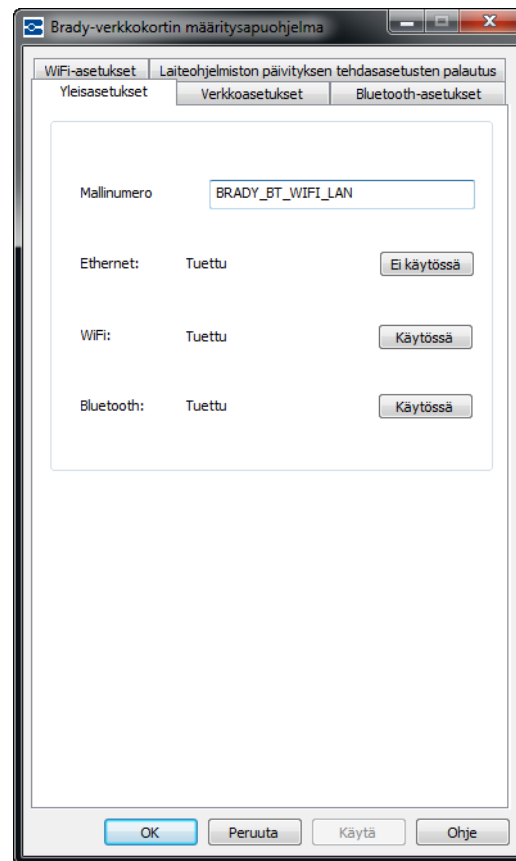 Brady-verkkokortin määritysapuohjelma
WiFi-asetukset Laiteohjelmiston päivityksen tehdasasetusten palautus
Yleisasetukset Verkkoasetukset Bluetooth-asetukset
Mallinumero BRADY_BT_WIFI_LAN
Ethernet: Tuettu Ei käytössä
WiFi: Tuettu Käytössä
Bluetooth: Tuettu Käytössä
OK Peruuta Käytä Ohje